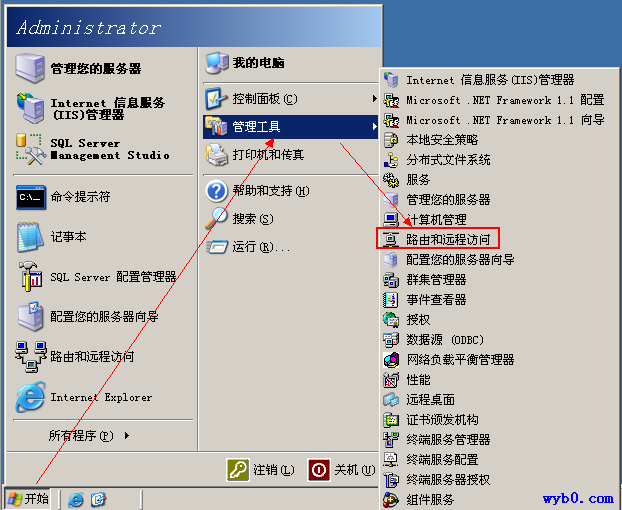 Administrator
管理您的服务器
Internet 信息服务
(IIS)管理器
SQL Server
Management Studio
命令提示符
记事本
SQL Server 配置管理器
配置您的服务器向导
路由和远程访问
Internet Explorer
所有程序(P)
我的电脑
控制面板(C)
管理工具
打印机和传真
帮助和支持(H)
搜索(S)
运行(R)...
Internet 信息服务(IIS)管理器
Microsoft .NET Framework 1.1 配置
Microsoft .NET Framework 1.1 向导
本地安全策略
分布式文件系统
服务
管理您的服务器
计算机管理
路由和远程访问
配置您的服务器向导
群集管理器
事件查看器
授权
数据源 (ODBC)
网络负载平衡管理器
性能
远程桌面
证书颁发机构
终端服务管理器
终端服务配置
终端服务器授权
组件服务
注销(L)
关机(U)
开始
wyb0.com